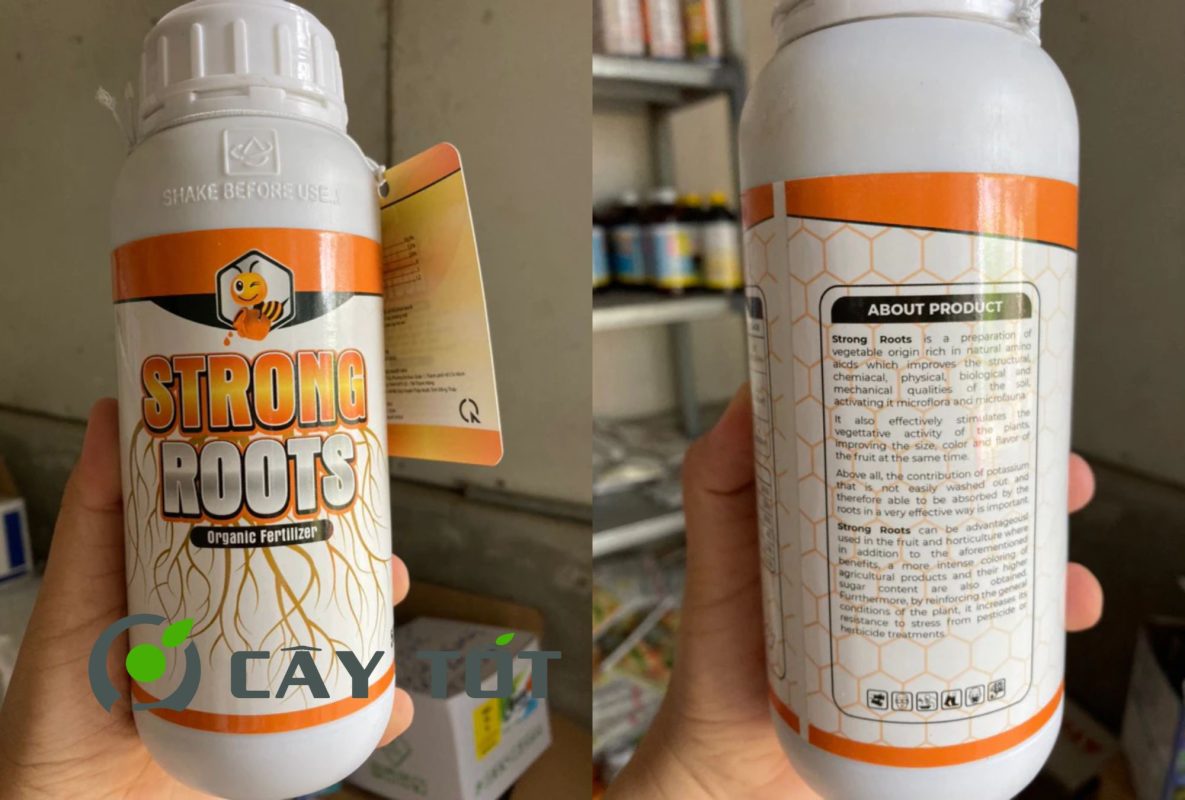 SHAKE BEFORE USE...
STRONG
ROOTS
Organic Fertilizer
CÂY TỐT
ABOUT PRODUCT
Strong Roots is a preparation of
vegetable origin rich in natural amino
aicds which improves the structural,
chemiacal, physical, biological and
mechanical qualities of the soil,
activating it microflora and microfauna.
It also effectively stimulates the
vegettative activity of the plants,
improving the size, color and flavor of
the fruit at the same time.
Above all, the contribution of potassium
that is not easily washed out and
therefore able to be absorbed by the
roots in a very effective way is important.
Strong Roots can be advantageousl
used in the fruit and horticulture where
in addition to the aforementioned
benefits, a more intense coloring of
agricultural products and their higher
sugar content are also obtained.
Furrthermore, by reinforcing the general
conditions of the plant, it increases its
resistance to stress from pesticide or
herbicide treatments.